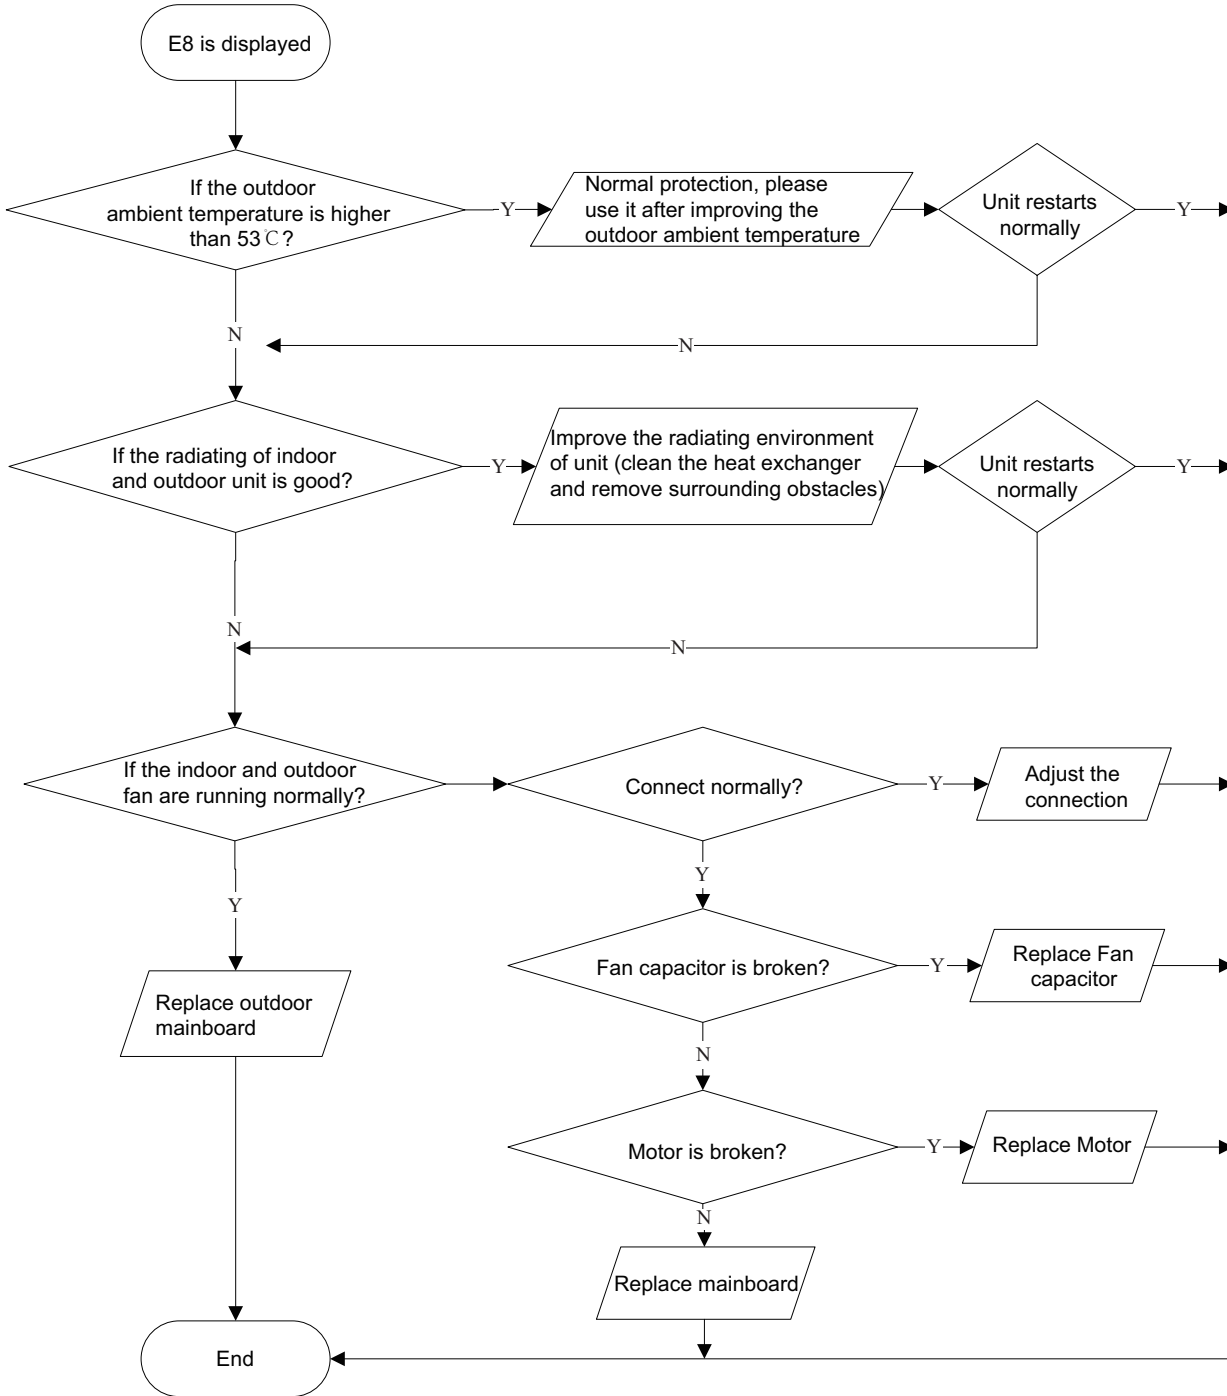 E8 is displayed
If the outdoor
ambient temperature is higher
than 53℃?
Y
Normal protection, please
use it after improving the
outdoor ambient temperature
Unit restarts
normally
Y
N
N
If the radiating of indoor
and outdoor unit is good?
Y
Improve the radiating environment
of unit (clean the heat exchanger
and remove surrounding obstacles)
Unit restarts
normally
Y
N
N
If the indoor and outdoor
fan are running normally?
Connect normally?
Y
Adjust the
connection
Y
Y
Replace outdoor
mainboard
Fan capacitor is broken?
Y
Replace Fan
capacitor
N
Motor is broken?
Y
Replace Motor
N
Replace mainboard
End